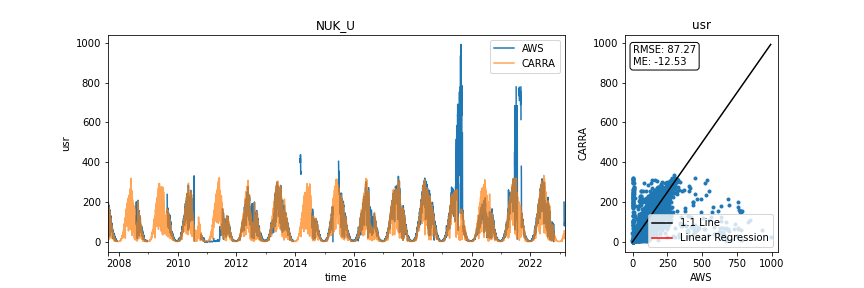 NUK_U
usr
1000
800
600
400
200
0
usr
AWS
CARRA
2008
2010
2012
2014
2016
2018
2020
2022
time
RMSE: 87.27
ME: -12.53
1000
800
600
400
200
0
CARRA
1:1 Line
Linear Regression
0
250
500
750
1000
AWS